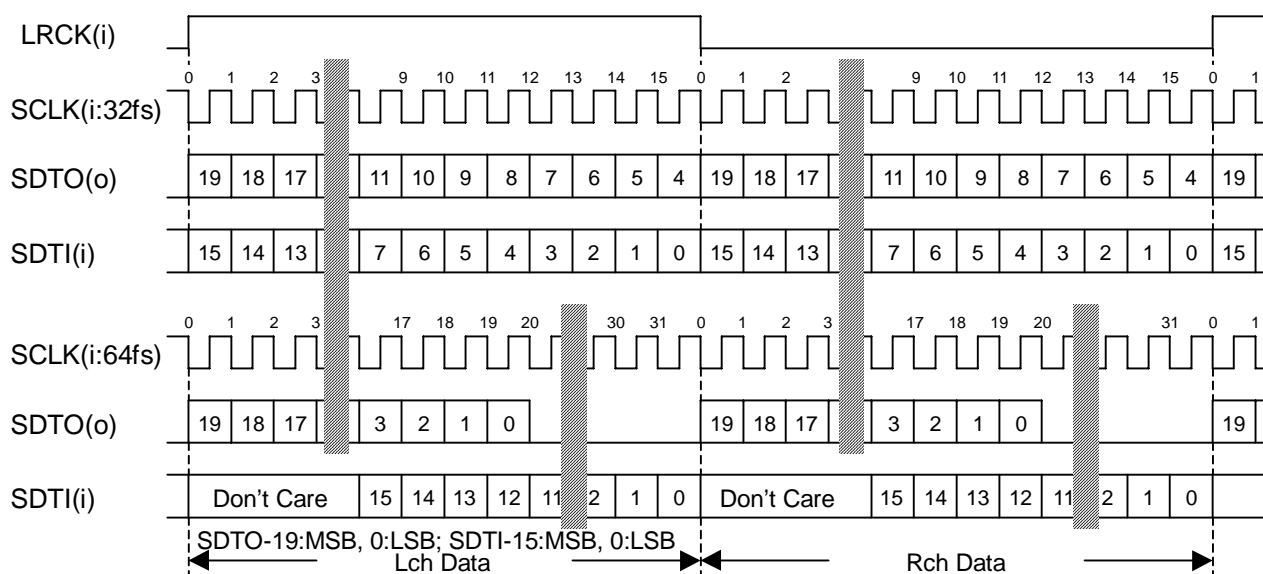 LRCK(i)
0 1 2 3 9 10 11 12 13 14 15 0 1 2 9 10 11 12 13 14 15 0 1
SCLK(i:32fs)
SDTO(o) 19 18 17 11 10 9 8 7 6 5 4 19 18 17 11 10 9 8 7 6 5 4 19
SDTI(i) 15 14 13 7 6 5 4 3 2 1 0 15 14 13 7 6 5 4 3 2 1 0 15
0 1 2 3 17 18 19 20 30 31 0 1 2 3 17 18 19 20 31 0 1
SCLK(i:64fs)
SDTO(o) 19 18 17 3 2 1 0 19 18 17 3 2 1 0 19
SDTI(i) Don't Care 15 14 13 12 11 2 1 0 Don't Care 15 14 13 12 11 2 1 0
SDTO-19:MSB, 0:LSB; SDTI-15:MSB, 0:LSB
Lch Data Rch Data